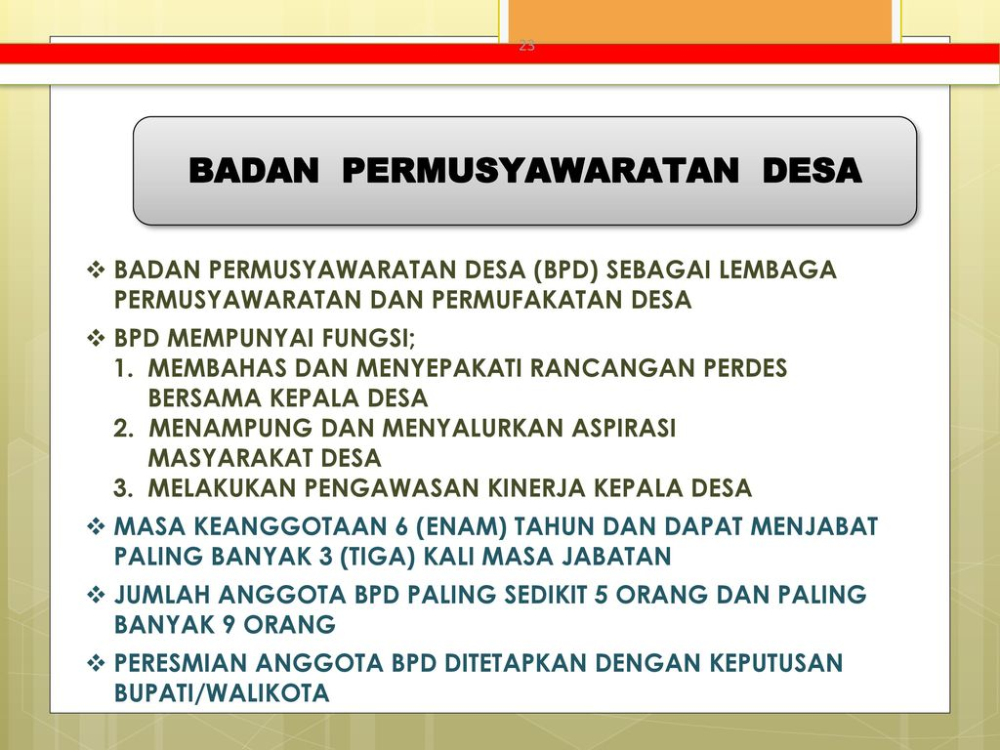 23
BADAN PERMUSYAWARATAN DESA
❖ BADAN PERMUSYAWARATAN DESA (BPD) SEBAGAI LEMBAGA
PERMUSYAWARATAN DAN PERMUFAKATAN DESA
❖ BPD MEMPUNYAI FUNGSI;
1. MEMBAHAS DAN MENYEPAKATI RANCANGAN PERDES
BERSAMA KEPALA DESA
2. MENAMPUNG DAN MENYALURKAN ASPIRASI
MASYARAKAT DESA
3. MELAKUKAN PENGAWASAN KINERJA KEPALA DESA
❖ MASA KEANGGOTAAN 6 (ENAM) TAHUN DAN DAPAT MENJABAT
PALING BANYAK 3 (TIGA) KALI MASA JABATAN
❖ JUMLAH ANGGOTA BPD PALING SEDIKIT 5 ORANG DAN PALING
BANYAK 9 ORANG
❖ PERESMIAN ANGGOTA BPD DITETAPKAN DENGAN KEPUTUSAN
BUPATI/WALIKOTA